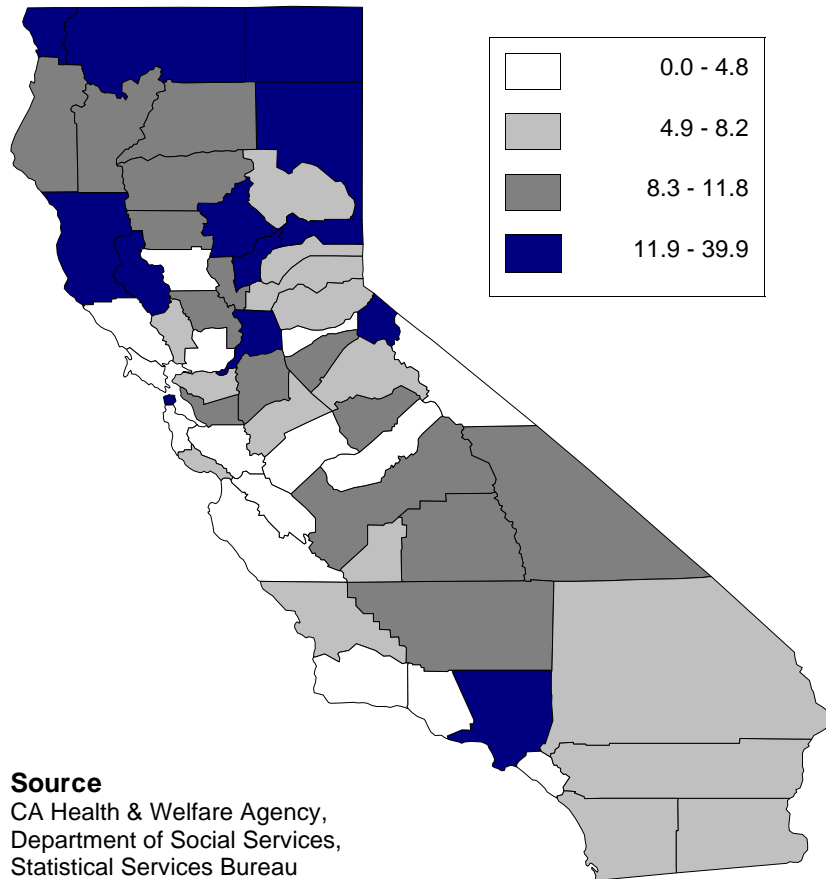 0.0 - 4.8
4.9 - 8.2
8.3 - 11.8
11.9 - 39.9
Source
CA Health & Welfare Agency,
Department of Social Services,
Statistical Services Bureau